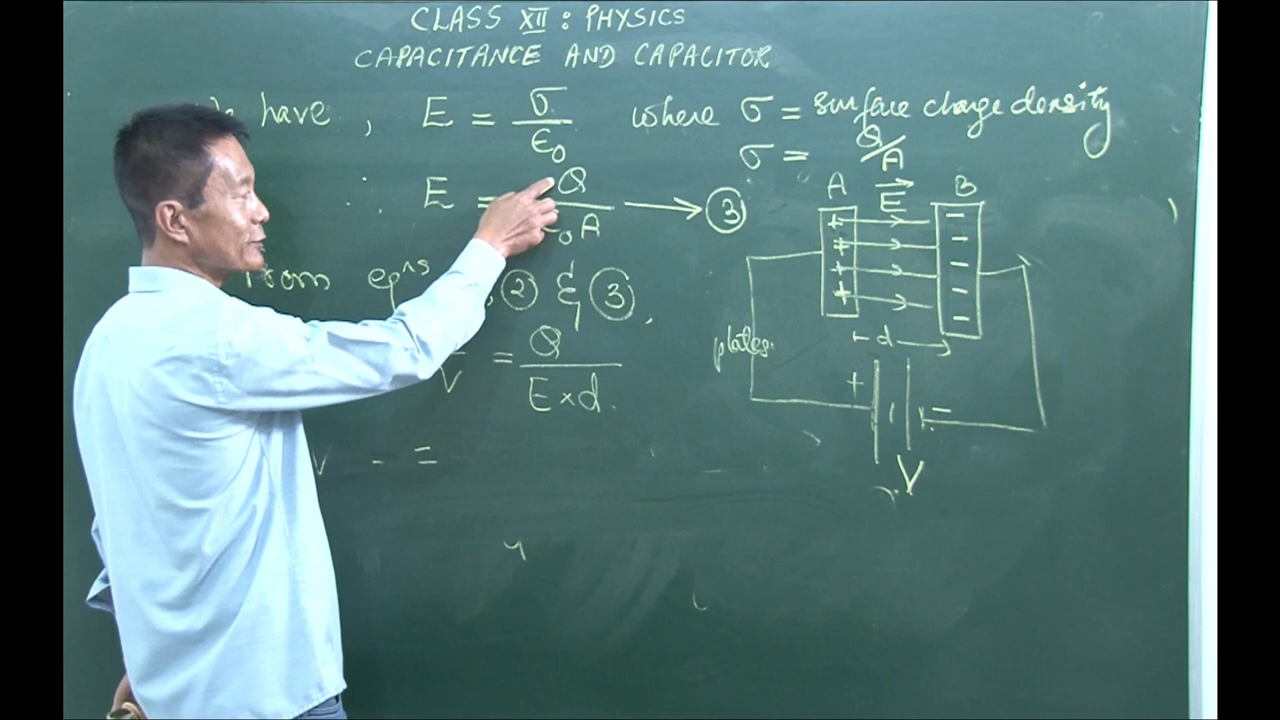 CLASS XII : PHYSICS
CAPACITANCE AND CAPACITOR
have , E = σ/ϵ₀ where σ = surface charge density
σ = Q/A
∴ E = Q/ϵ₀A → ③
A E⃗ B
+ −
+ −
+ −
+ −
−
d
from eqⁿˢ ② & ③ ,
V = Q/E×d.
plates.
+ −
V
=